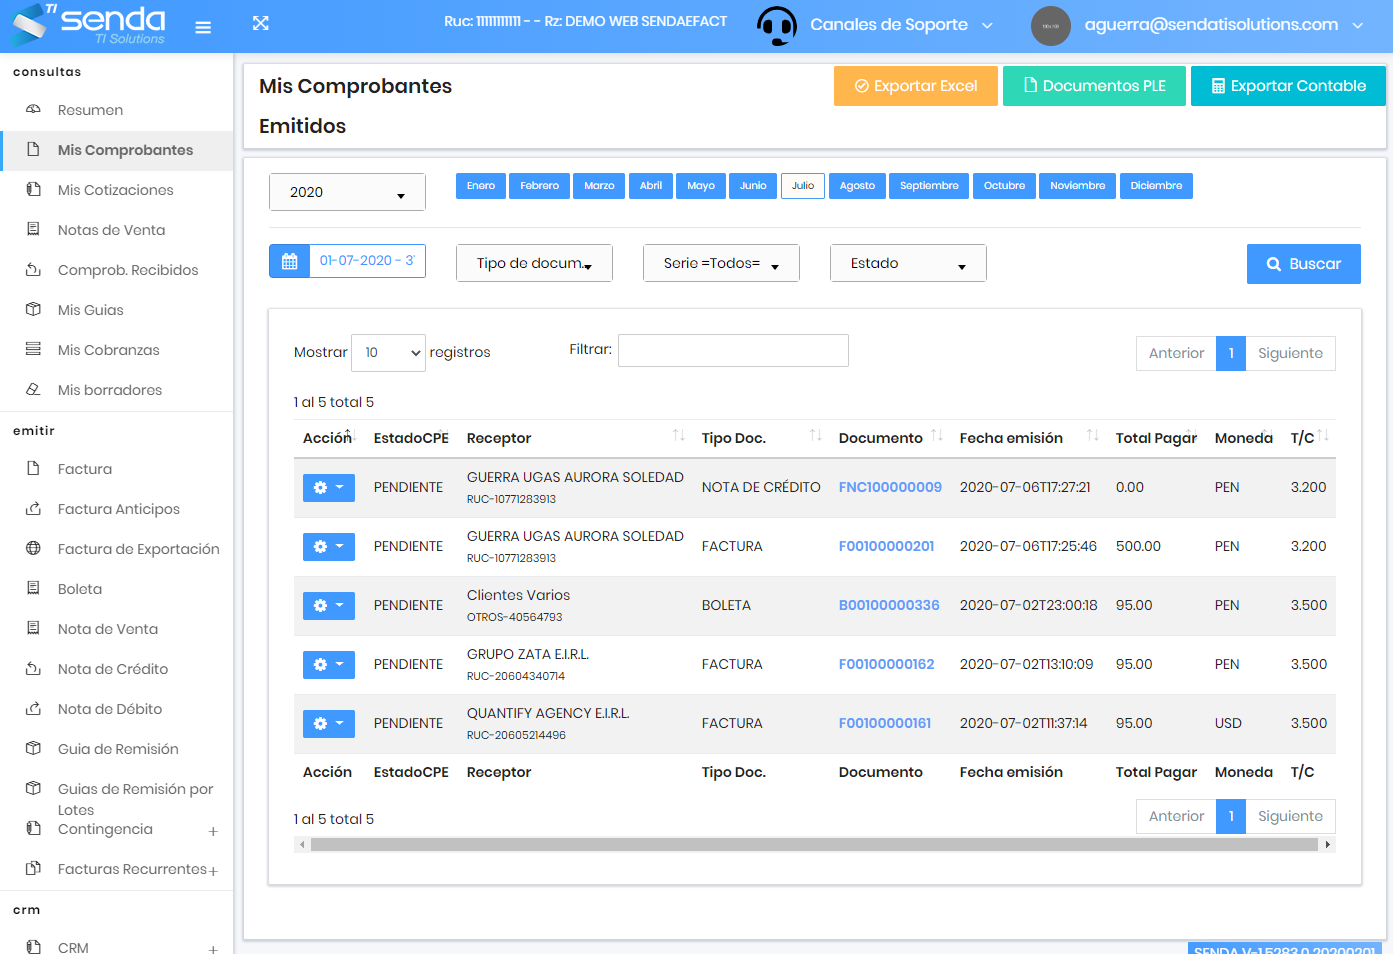 TI senda
TI Solutions
Ruc: 11111111111 - - Rz: DEMO WEB SENDAEFACT
Canales de Soporte
aguerra@sendatisolutions.com
consultas
Resumen
Mis Comprobantes
Mis Cotizaciones
Notas de Venta
Comprob. Recibidos
Mis Guias
Mis Cobranzas
Mis borradores
emitir
Factura
Factura Anticipos
Factura de Exportación
Boleta
Nota de Venta
Nota de Crédito
Nota de Débito
Guia de Remisión
Guias de Remisión por
Lotes
Contingencia +
Facturas Recurrentes +
crm
CRM +
Mis Comprobantes
Emitidos
Exportar Excel
Documentos PLE
Exportar Contable
2020
Enero Febrero Marzo Abril Mayo Junio Julio Agosto Septiembre Octubre Noviembre Diciembre
01-07-2020 - 3
Tipo de docum..
Serie =Todos=
Estado
Buscar
Mostrar 10 registros
Filtrar:
Anterior 1 Siguiente
1 al 5 total 5
Acción EstadoCPE Receptor Tipo Doc. Documento Fecha emisión Total Pagar Moneda T/C
PENDIENTE GUERRA UGAS AURORA SOLEDAD NOTA DE CRÉDITO FNC100000009 2020-07-06T17:27:21 0.00 PEN 3.200
RUC-10771283913
PENDIENTE GUERRA UGAS AURORA SOLEDAD FACTURA F00100000201 2020-07-06T17:25:46 500.00 PEN 3.200
RUC-10771283913
PENDIENTE Clientes Varios BOLETA B00100000336 2020-07-02T23:00:18 95.00 PEN 3.500
OTROS-40564793
PENDIENTE GRUPO ZATA E.I.R.L. FACTURA F00100000162 2020-07-02T13:10:09 95.00 PEN 3.500
RUC-20604340714
PENDIENTE QUANTIFY AGENCY E.I.R.L. FACTURA F00100000161 2020-07-02T11:37:14 95.00 USD 3.500
RUC-20605214496
Acción EstadoCPE Receptor Tipo Doc. Documento Fecha emisión Total Pagar Moneda T/C
1 al 5 total 5
Anterior 1 Siguiente
SENDA V-1.5283.0.20200201